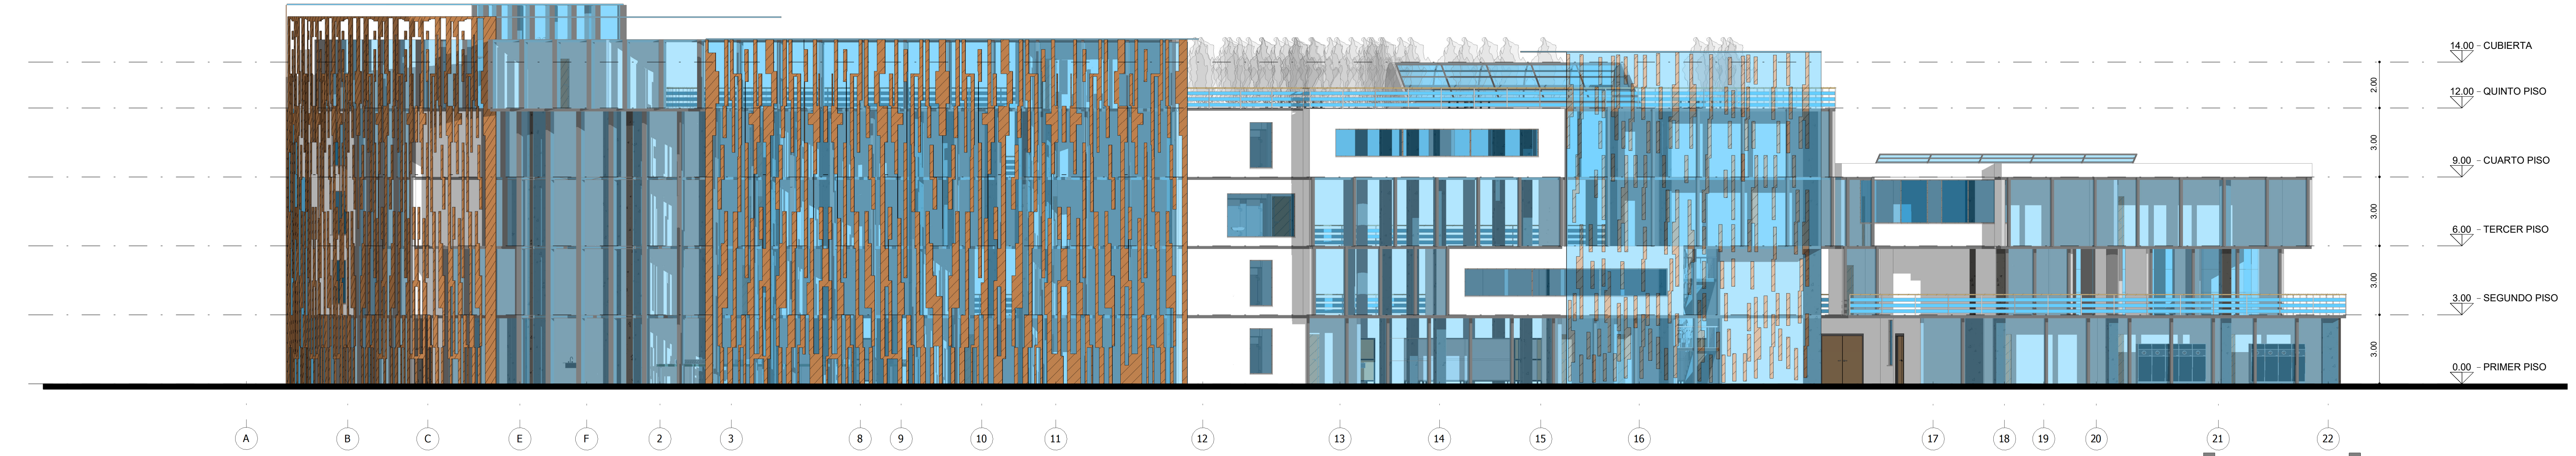 14.00 - CUBIERTA
2.00
12.00 - QUINTO PISO
3.00
9.00 - CUARTO PISO
3.00
6.00 - TERCER PISO
3.00
3.00 - SEGUNDO PISO
3.00
0.00 - PRIMER PISO
A B C E F 2 3 8 9 10 11 12 13 14 15 16 17 18 19 20 21 22